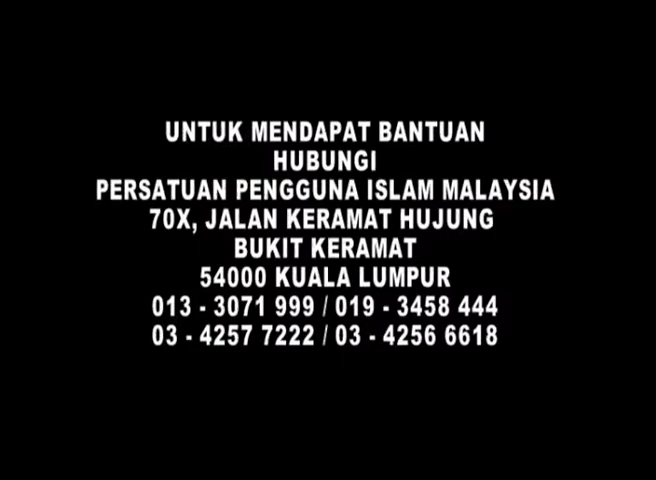 UNTUK MENDAPAT BANTUAN
HUBUNGI
PERSATUAN PENGGUNA ISLAM MALAYSIA
70X, JALAN KERAMAT HUJUNG
BUKIT KERAMAT
54000 KUALA LUMPUR
013 - 3071 999 / 019 - 3458 444
03 - 4257 7222 / 03 - 4256 6618